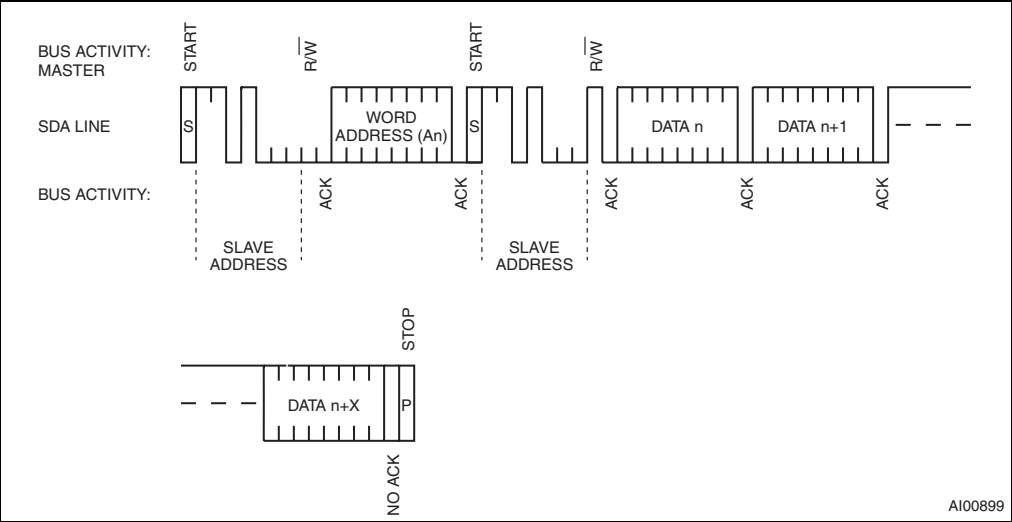 BUS ACTIVITY:
MASTER
START
R/W
START
R/W
SDA LINE
S
WORD
ADDRESS (An)
S
DATA n
DATA n+1
BUS ACTIVITY:
ACK
ACK
ACK
ACK
ACK
SLAVE
ADDRESS
SLAVE
ADDRESS
STOP
DATA n+X
P
NO ACK
AI00899